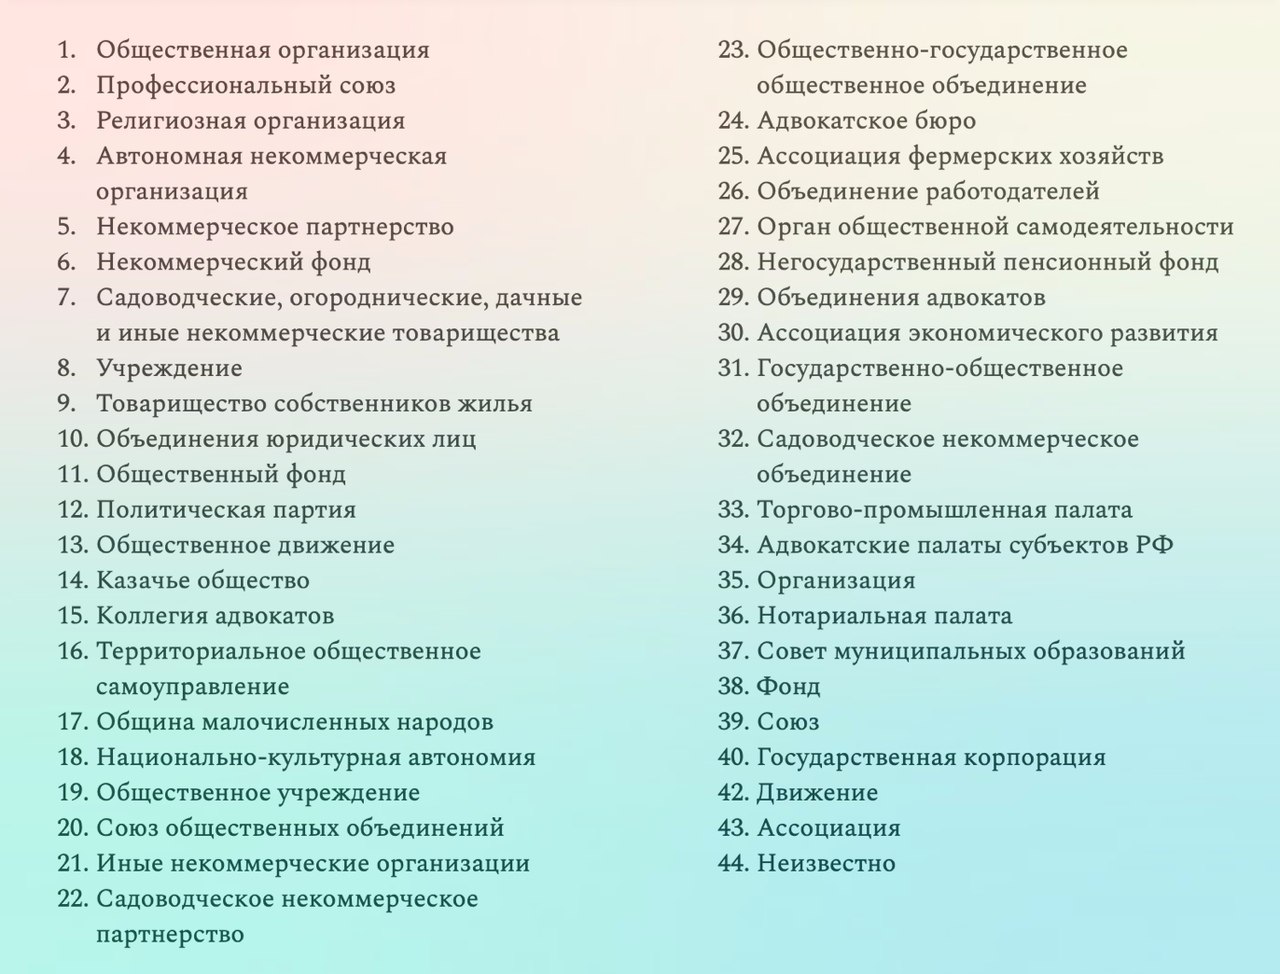 1. Общественная организация
2. Профессиональный союз
3. Религиозная организация
4. Автономная некоммерческая
организация
5. Некоммерческое партнерство
6. Некоммерческий фонд
7. Садоводческие, огороднические, дачные
и иные некоммерческие товарищества
8. Учреждение
9. Товарищество собственников жилья
10. Объединения юридических лиц
11. Общественный фонд
12. Политическая партия
13. Общественное движение
14. Казачье общество
15. Коллегия адвокатов
16. Территориальное общественное
самоуправление
17. Община малочисленных народов
18. Национально-культурная автономия
19. Общественное учреждение
20. Союз общественных объединений
21. Иные некоммерческие организации
22. Садоводческое некоммерческое
партнерство
23. Общественно-государственное
общественное объединение
24. Адвокатское бюро
25. Ассоциация фермерских хозяйств
26. Объединение работодателей
27. Орган общественной самодеятельности
28. Негосударственный пенсионный фонд
29. Объединения адвокатов
30. Ассоциация экономического развития
31. Государственно-общественное
объединение
32. Садоводческое некоммерческое
объединение
33. Торгово-промышленная палата
34. Адвокатские палаты субъектов РФ
35. Организация
36. Нотариальная палата
37. Совет муниципальных образований
38. Фонд
39. Союз
40. Государственная корпорация
42. Движение
43. Ассоциация
44. Неизвестно